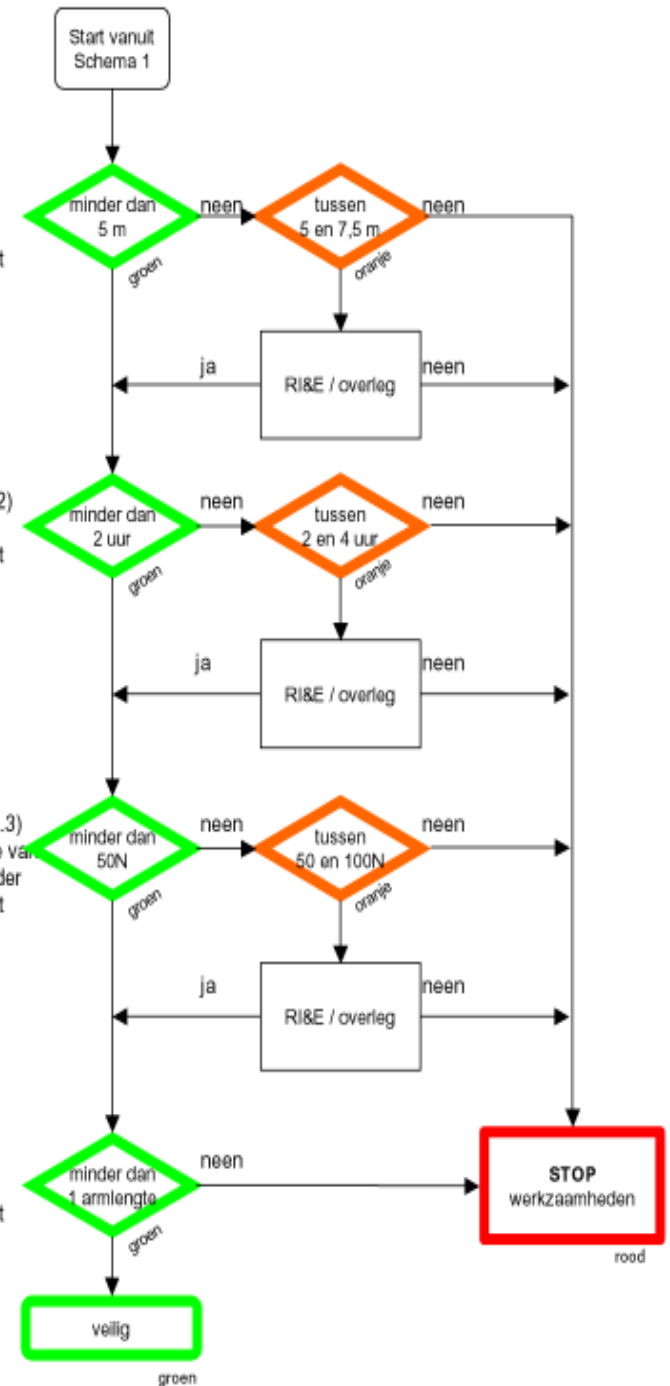 Start vanuit
Schema 1
minder dan
5 m
neen
tussen
5 en 7,5 m
neen
t
groen
oranje
ja
RI&E / overleg
neen
2)
minder dan
2 uur
neen
tussen
2 en 4 uur
neen
t
groen
oranje
ja
RI&E / overleg
neen
.3)
e van
der
t
minder dan
50N
neen
tussen
50 en 100N
neen
groen
oranje
ja
RI&E / overleg
neen
minder dan
1 armlengte
neen
t
groen
STOP
werkzaamheden
rood
veilig
groen